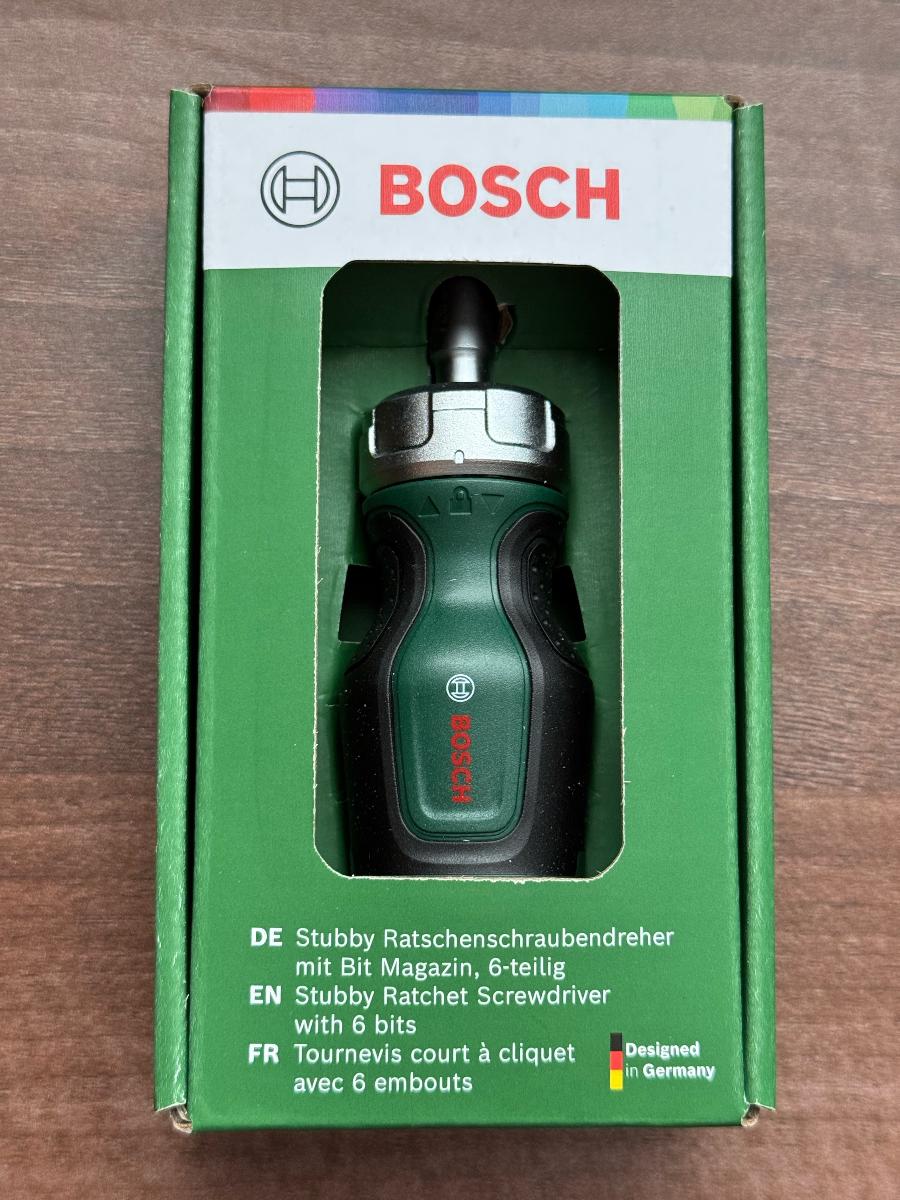 BOSCH
BOSCH
DE Stubby Ratschenschraubendreher
mit Bit Magazin, 6-teilig
EN Stubby Ratchet Screwdriver
with 6 bits
FR Tournevis court à cliquet
avec 6 embouts
Designed
in Germany